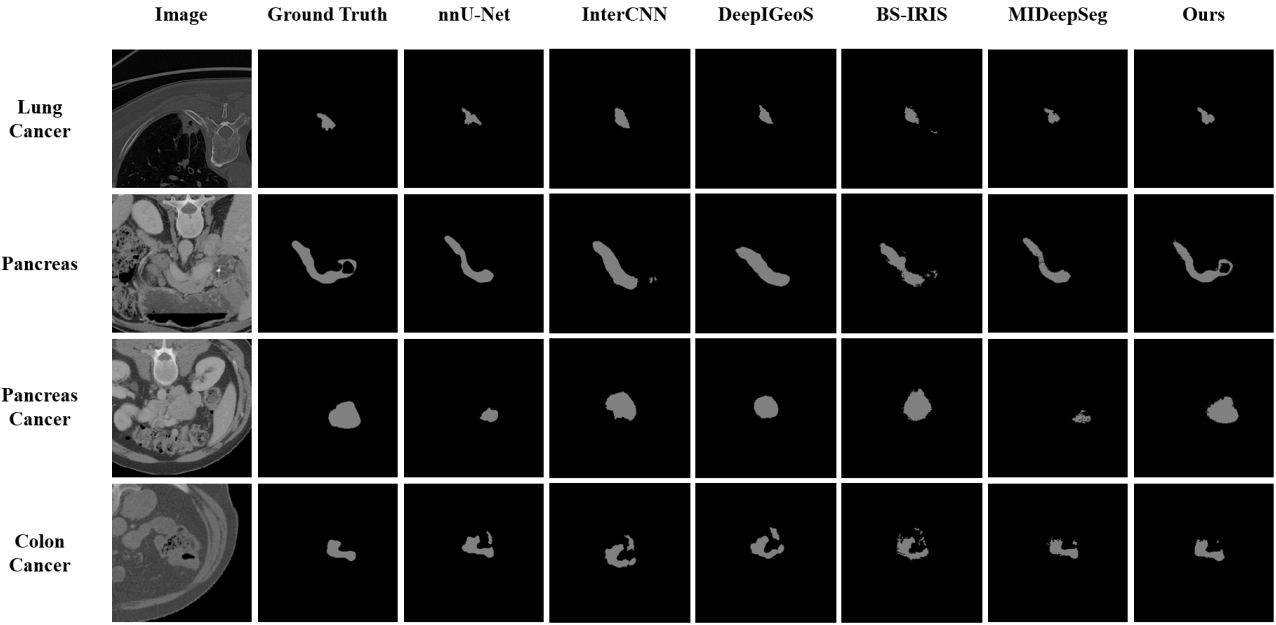 Image Ground Truth nnU-Net InterCNN DeepIGeoS BS-IRIS MIDeepSeg Ours
Lung
Cancer
Pancreas
Pancreas
Cancer
Colon
Cancer